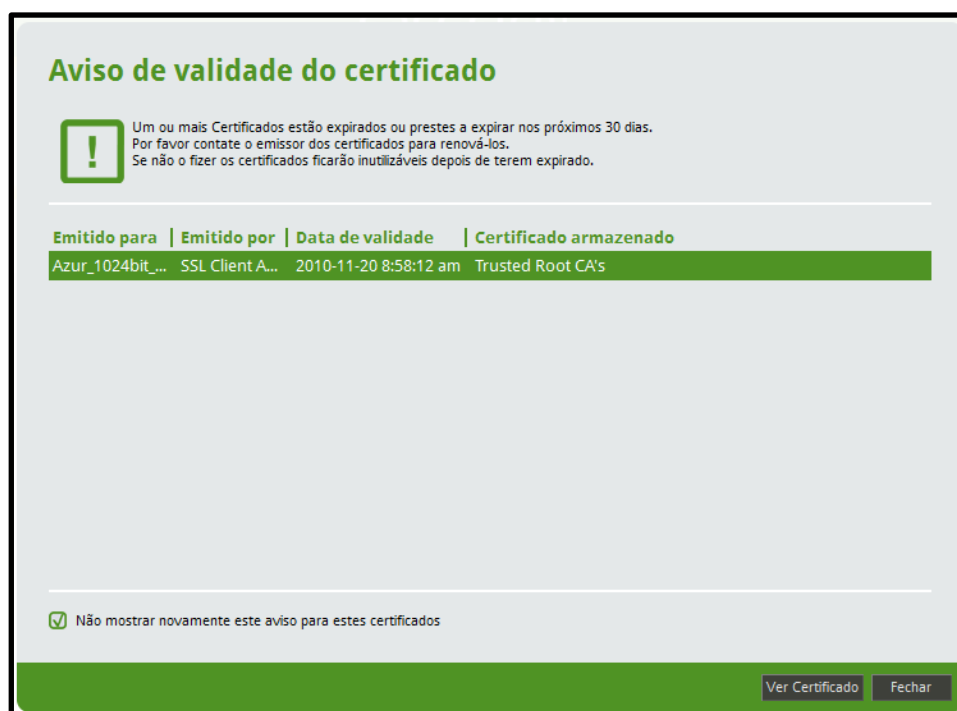 Aviso de validade do certificado
!
Um ou mais Certificados estão expirados ou prestes a expirar nos próximos 30 dias.
Por favor contate o emissor dos certificados para renová-los.
Se não o fizer os certificados ficarão inutilizáveis depois de terem expirado.
Emitido para Emitido por Data de validade Certificado armazenado
Azur_1024bit_... SSL Client A... 2010-11-20 8:58:12 am Trusted Root CA's
Não mostrar novamente este aviso para estes certificados
Ver Certificado Fechar